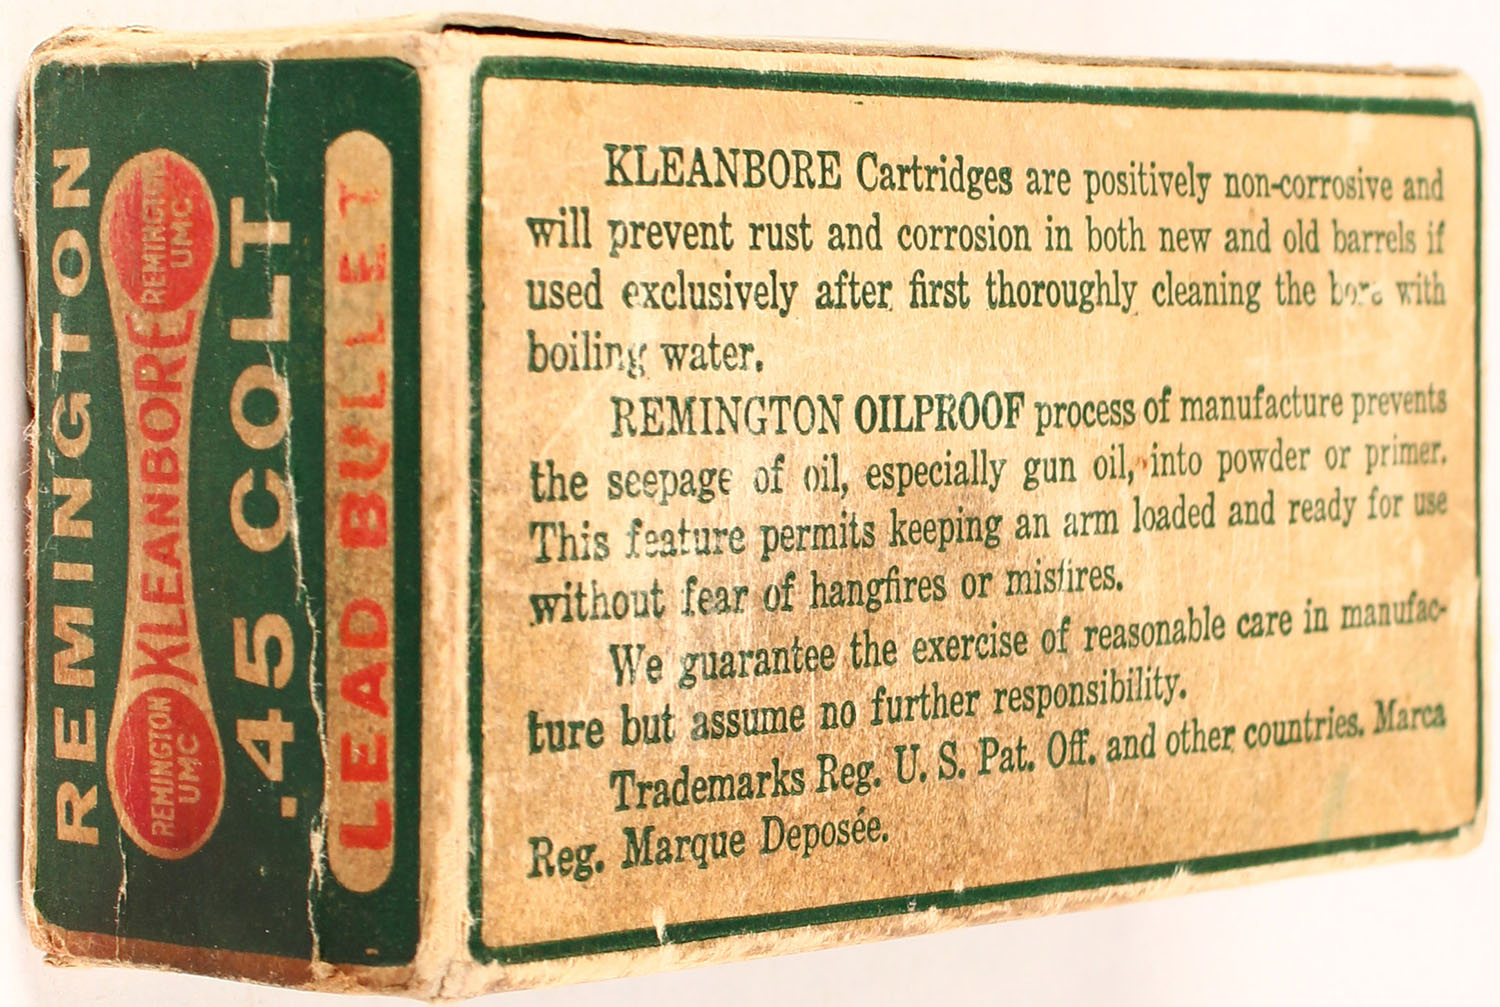 REMINGTON
REMINGTON
UMC
KLEANBORE
REMINGTON
UMC
.45 COLT
LEAD BULLET
KLEANBORE Cartridges are positively non-corrosive and
will prevent rust and corrosion in both new and old barrels if
used exclusively after first thoroughly cleaning the bore with
boiling water.
REMINGTON OILPROOF process of manufacture prevents
the seepage of oil, especially gun oil, into powder or primer.
This feature permits keeping an arm loaded and ready for use
without fear of hangfires or misfires.
We guarantee the exercise of reasonable care in manufac-
ture but assume no further responsibility.
Trademarks Reg. U. S. Pat. Off. and other countries. Marca
Reg. Marque Deposée.